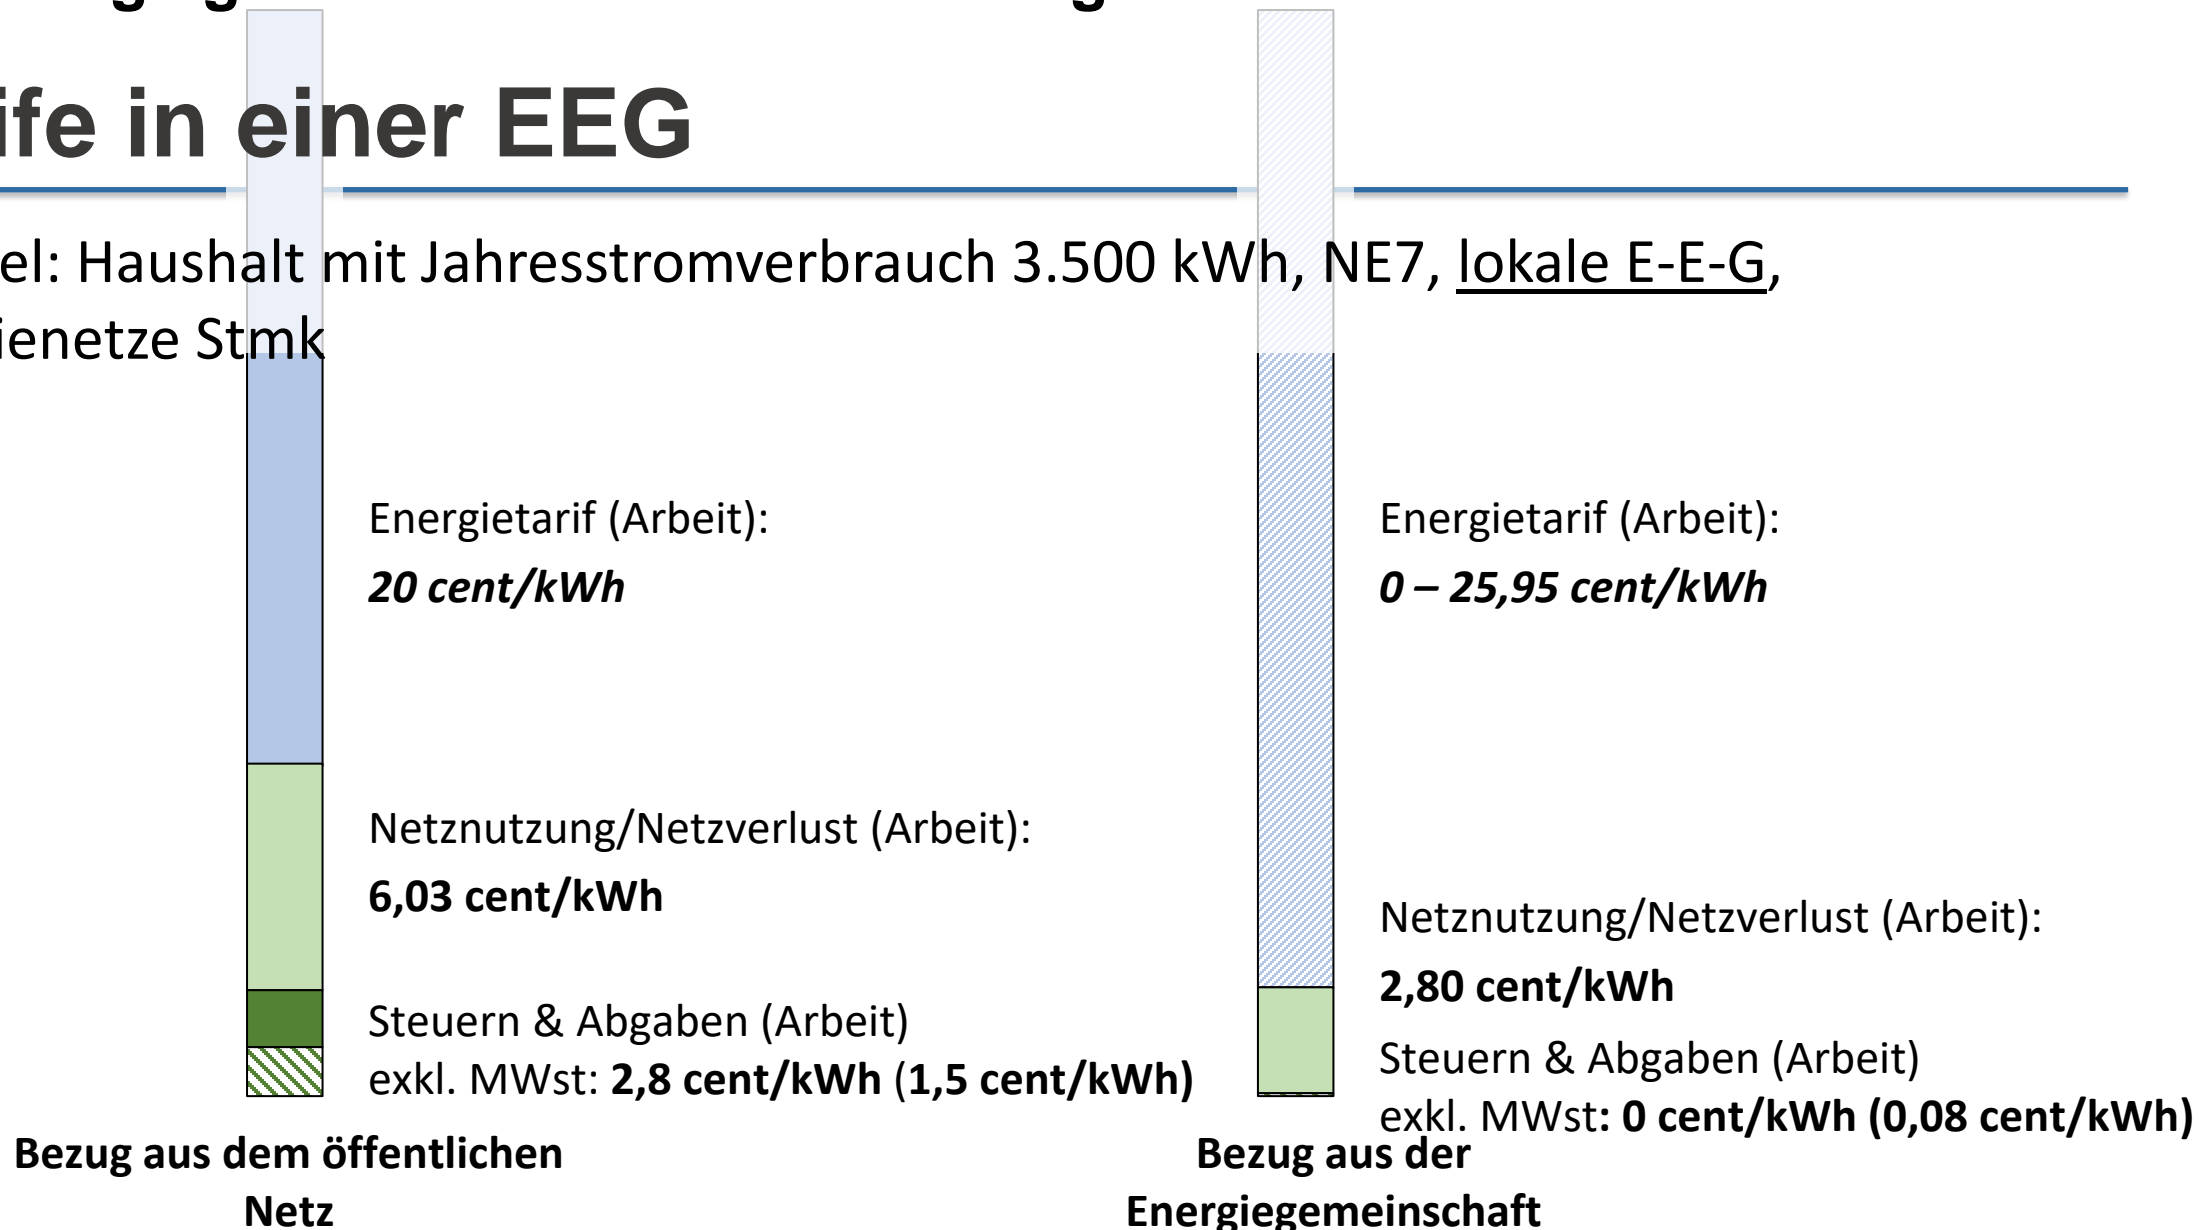 ife in einer EEG
el: Haushalt mit Jahresstromverbrauch 3.500 kWh, NE7, lokale E-E-G,
ienetze Stmk
Energietarif (Arbeit):
20 cent/kWh
Netznutzung/Netzverlust (Arbeit):
6,03 cent/kWh
Steuern & Abgaben (Arbeit)
exkl. MWst: 2,8 cent/kWh (1,5 cent/kWh)
Bezug aus dem öffentlichen
Netz
Energietarif (Arbeit):
0 – 25,95 cent/kWh
Netznutzung/Netzverlust (Arbeit):
2,80 cent/kWh
Steuern & Abgaben (Arbeit)
exkl. MWst: 0 cent/kWh (0,08 cent/kWh)
Bezug aus der
Energiegemeinschaft